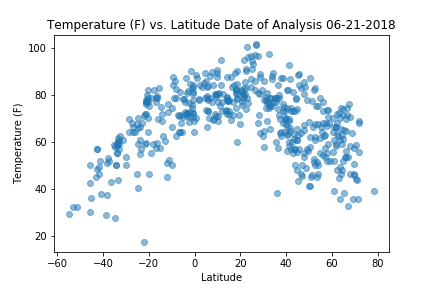 Temperature (F) vs. Latitude Date of Analysis 06-21-2018
100
80
60
40
20
Temperature (F)
−60 −40 −20 0 20 40 60 80
Latitude